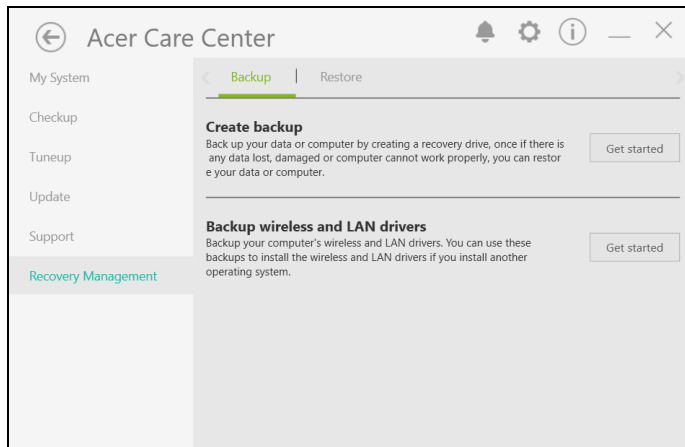 Acer Care Center
My System
Checkup
Tuneup
Update
Support
Recovery Management
Backup
Restore
Create backup
Back up your data or computer by creating a recovery drive, once if there is
any data lost, damaged or computer cannot work properly, you can restor
e your data or computer.
Get started
Backup wireless and LAN drivers
Backup your computer's wireless and LAN drivers. You can use these
backups to install the wireless and LAN drivers if you install another
operating system.
Get started